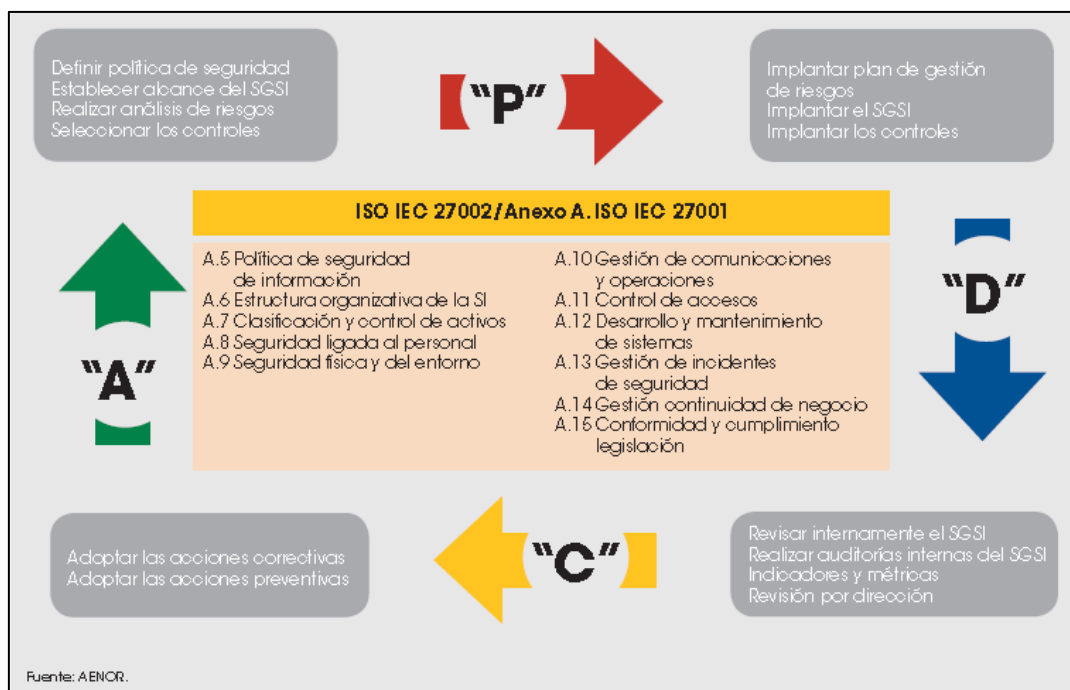 Definir política de seguridad
Establecer alcance del SGSI
Realizar análisis de riesgos
Seleccionar los controles
"P"
Implantar plan de gestión
de riesgos
Implantar el SGSI
Implantar los controles
ISO IEC 27002/Anexo A. ISO IEC 27001
A.5 Política de seguridad
de información
A.6 Estructura organizativa de la SI
A.7 Clasificación y control de activos
A.8 Seguridad ligada al personal
A.9 Seguridad física y del entorno
A.10 Gestión de comunicaciones
y operaciones
A.11 Control de accesos
A.12 Desarrollo y mantenimiento
de sistemas
A.13 Gestión de incidentes
de seguridad
A.14 Gestión continuidad de negocio
A.15 Conformidad y cumplimiento
legislación
"A"
"D"
Adoptar las acciones correctivas
Adoptar las acciones preventivas
"C"
Revisar internamente el SGSI
Realizar auditorías internas del SGSI
Indicadores y métricas
Revisión por dirección
Fuente: AENOR.